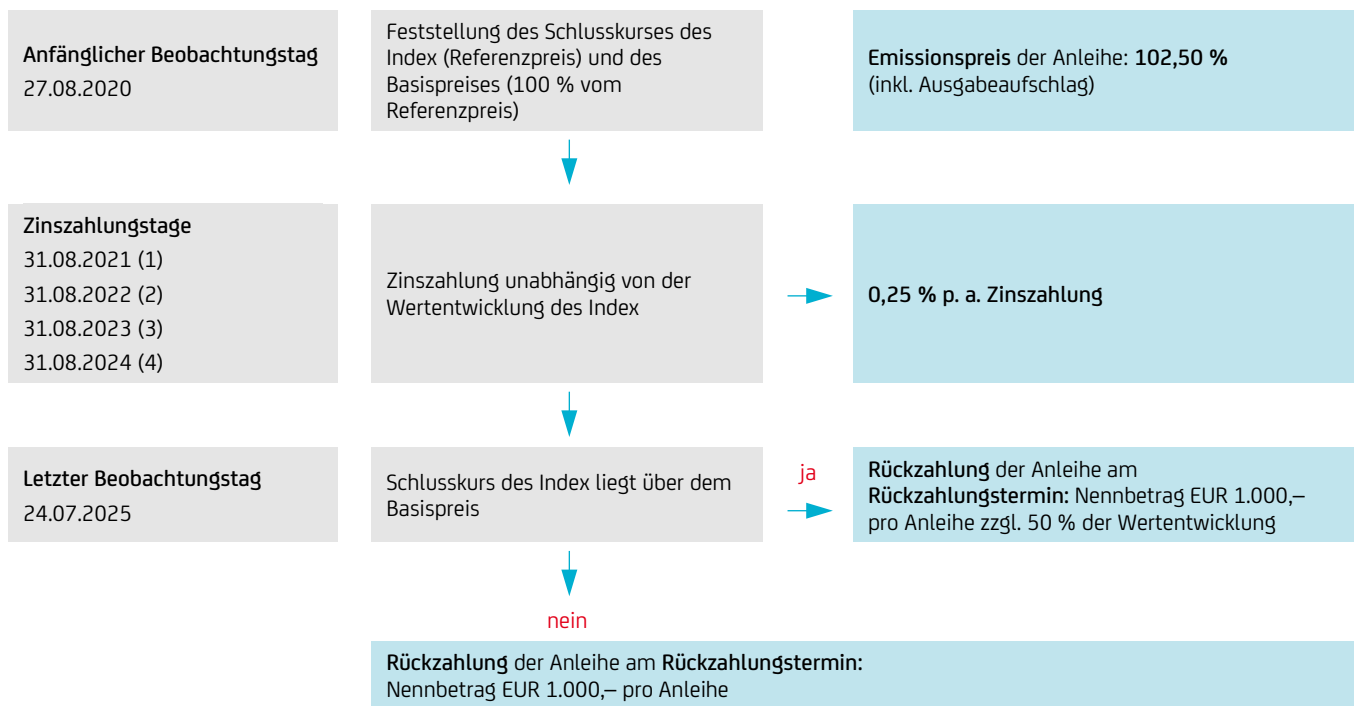 Anfänglicher Beobachtungstag
27.08.2020
Feststellung des Schlusskurses des
Index (Referenzpreis) und des
Basispreises (100 % vom
Referenzpreis)
Emissionspreis der Anleihe: 102,50 %
(inkl. Ausgabeaufschlag)
Zinszahlungstage
31.08.2021 (1)
31.08.2022 (2)
31.08.2023 (3)
31.08.2024 (4)
Zinszahlung unabhängig von der
Wertentwicklung des Index
0,25 % p. a. Zinszahlung
Letzter Beobachtungstag
24.07.2025
Schlusskurs des Index liegt über dem
Basispreis
ja
Rückzahlung der Anleihe am
Rückzahlungstermin: Nennbetrag EUR 1.000,–
pro Anleihe zzgl. 50 % der Wertentwicklung
nein
Rückzahlung der Anleihe am Rückzahlungstermin:
Nennbetrag EUR 1.000,– pro Anleihe